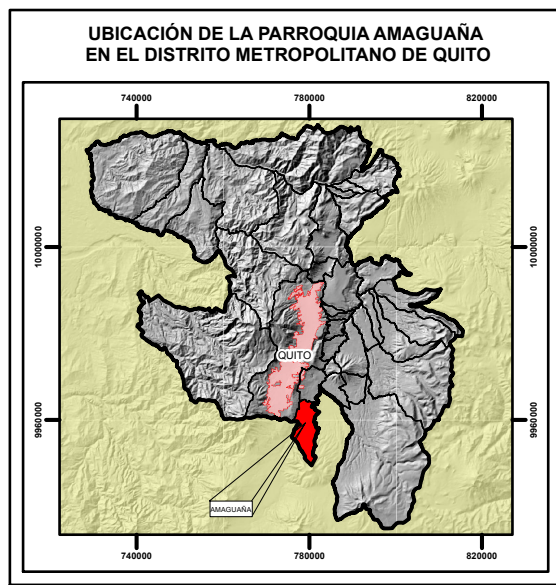 UBICACIÓN DE LA PARROQUIA AMAGUAÑA
EN EL DISTRITO METROPOLITANO DE QUITO
740000 780000 820000
10000000 10000000
QUITO
9960000 9960000
AMAGUAÑA
740000 780000 820000